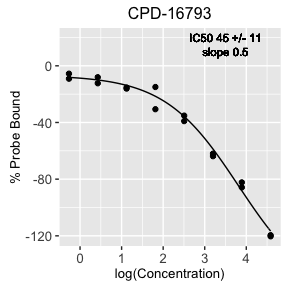 CPD-16793
IC50 45 +/- 11
slope 0.5
0
-40
-80
-120
% Probe Bound
0 1 2 3 4
log(Concentration)